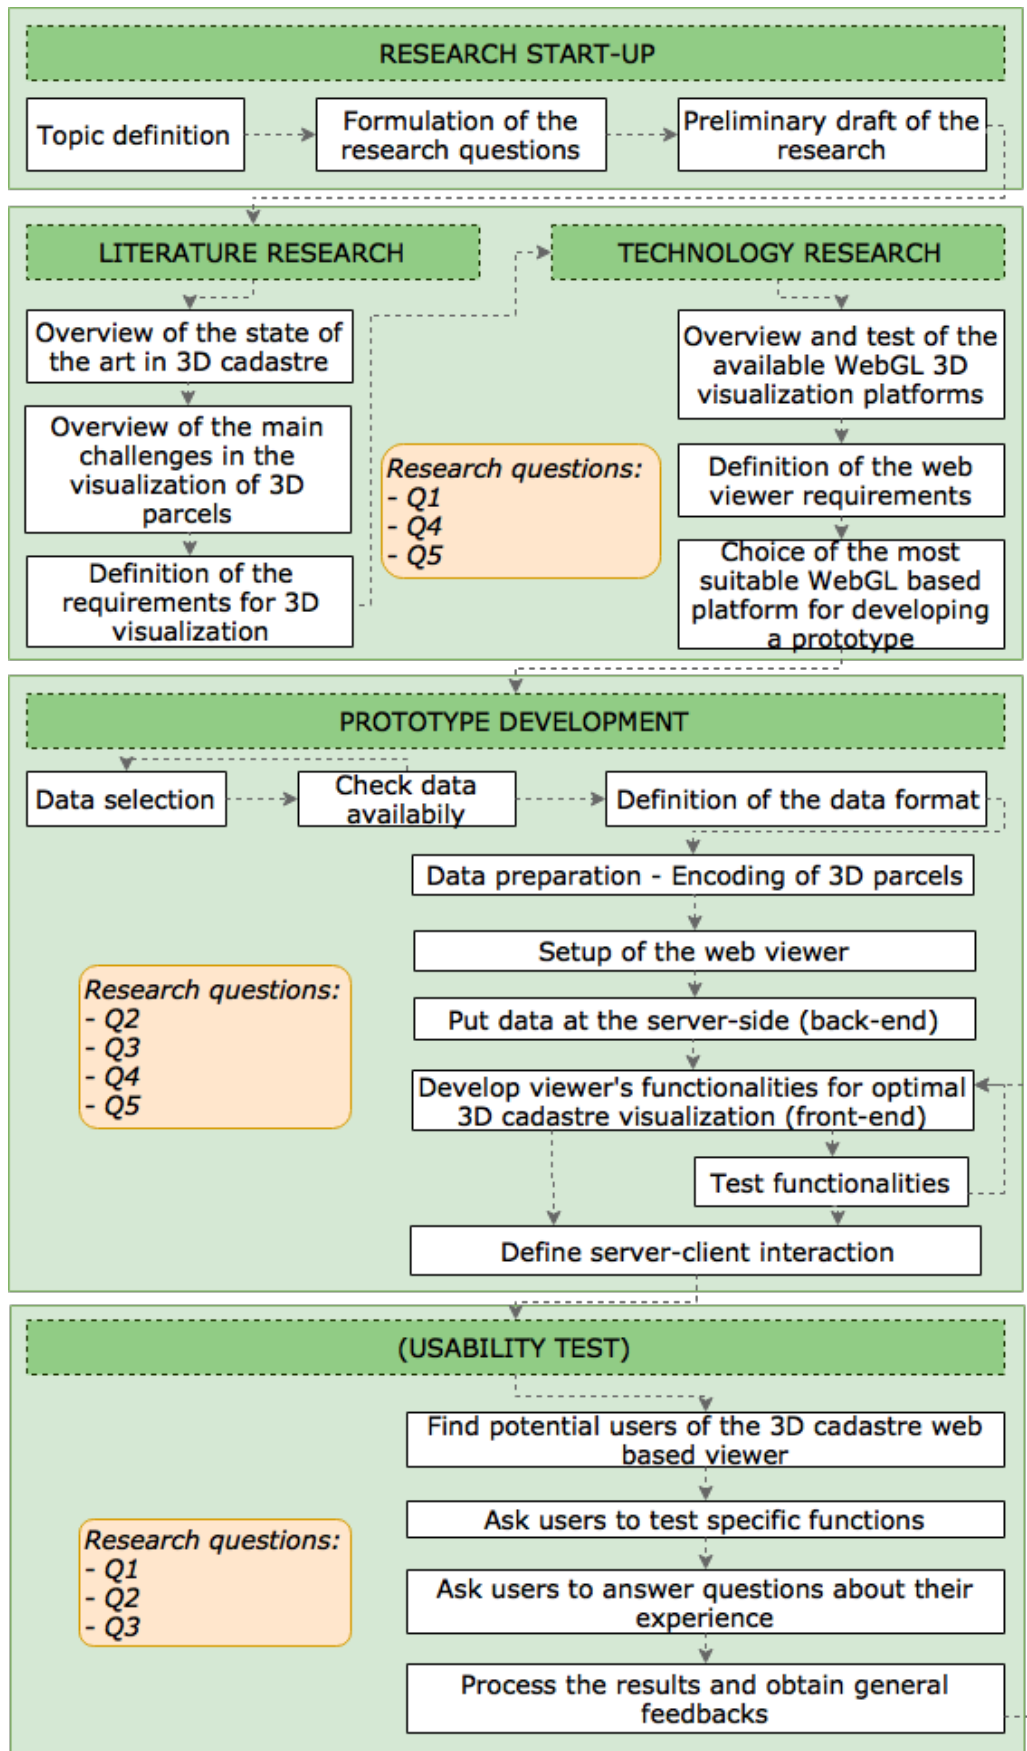 RESEARCH START-UP
Topic definition
Formulation of the
research questions
Preliminary draft of the
research
LITERATURE RESEARCH
Overview of the state of
the art in 3D cadastre
Overview of the main
challenges in the
visualization of 3D
parcels
Definition of the
requirements for 3D
visualization
TECHNOLOGY RESEARCH
Overview and test of the
available WebGL 3D
visualization platforms
Definition of the web
viewer requirements
Choice of the most
suitable WebGL based
platform for developing
a prototype
Research questions:
- Q1
- Q4
- Q5
PROTOTYPE DEVELOPMENT
Data selection
Check data
availabily
Definition of the data format
Data preparation - Encoding of 3D parcels
Setup of the web viewer
Put data at the server-side (back-end)
Develop viewer's functionalities for optimal
3D cadastre visualization (front-end)
Test functionalities
Define server-client interaction
Research questions:
- Q2
- Q3
- Q4
- Q5
(USABILITY TEST)
Find potential users of the 3D cadastre web
based viewer
Ask users to test specific functions
Ask users to answer questions about their
experience
Process the results and obtain general
feedbacks
Research questions:
- Q1
- Q2
- Q3